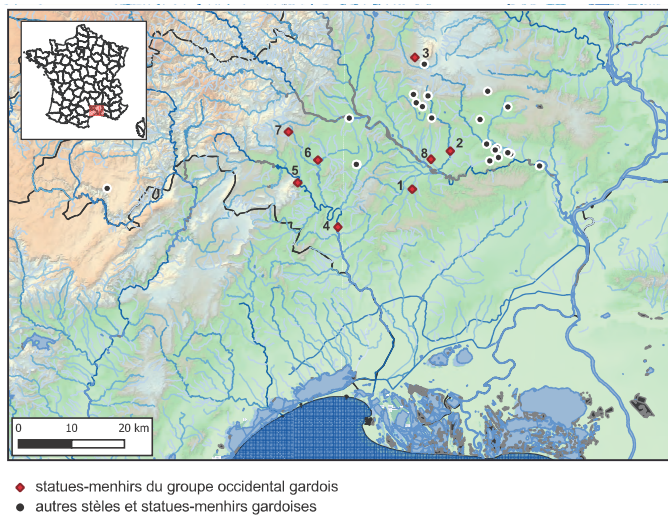 3
7
6
8
2
5
1
4
0 10 20 km
statues-menhirs du groupe occidental gardois
autres stèles et statues-menhirs gardoises